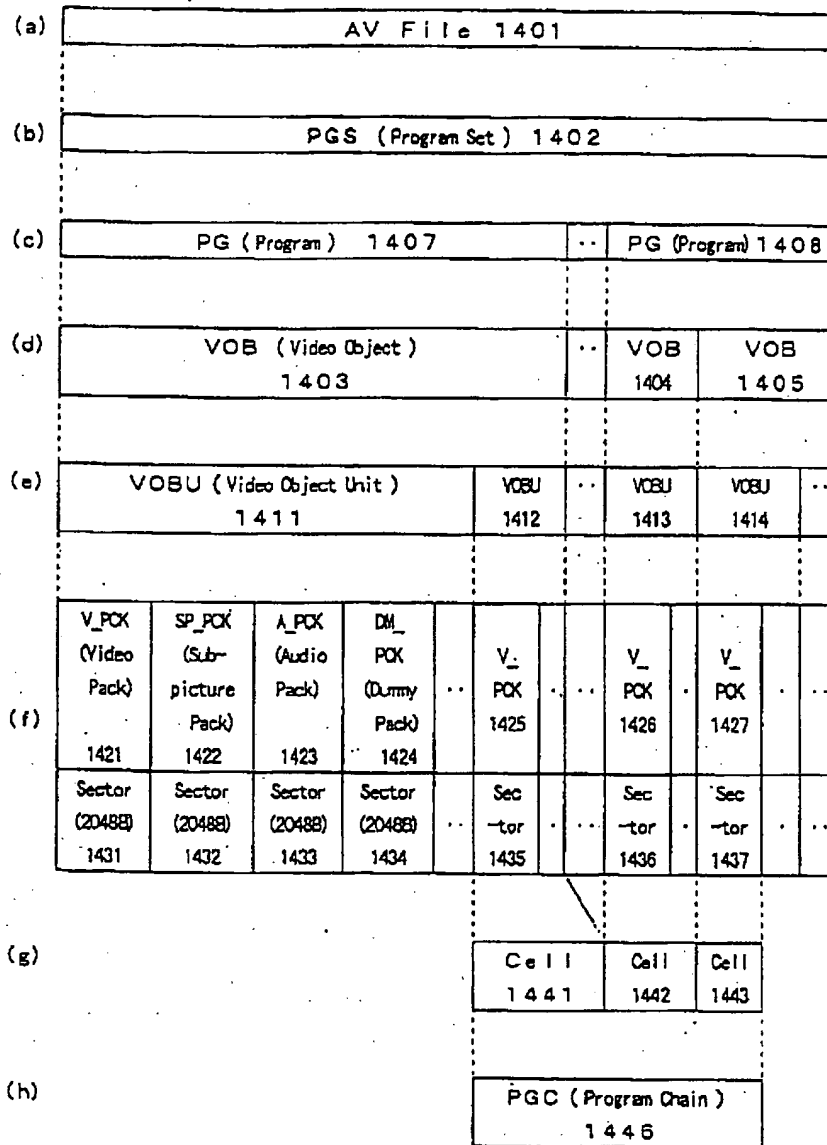 (a) AV File 1401
(b) PGS (Program Set) 1402
(c) PG (Program) 1407 ‥ PG (Program) 1408
(d) VOB (Video Object) ‥ VOB VOB
1403 1404 1405
(e) VOBU (Video Object Unit) VOBU ‥ VOBU VOBU ‥
1411 1412 1413 1414
V_PCK SP_PCK A_PCK DM_
(Video (Sub- (Audio PCK V_ V_ V_
Pack) picture Pack) (Dummy ‥ PCK · ‥ PCK · PCK · ‥
(f) Pack) Pack) 1425 1426 1427
1421 1422 1423 1424
Sector Sector Sector Sector Sec Sec Sec
(2048B) (2048B) (2048B) (2048B) ‥ -tor · ‥ -tor · -tor · ‥
1431 1432 1433 1434 1435 1436 1437
(g) Cell Cell Cell
1441 1442 1443
(h) PGC (Program Chain)
1446